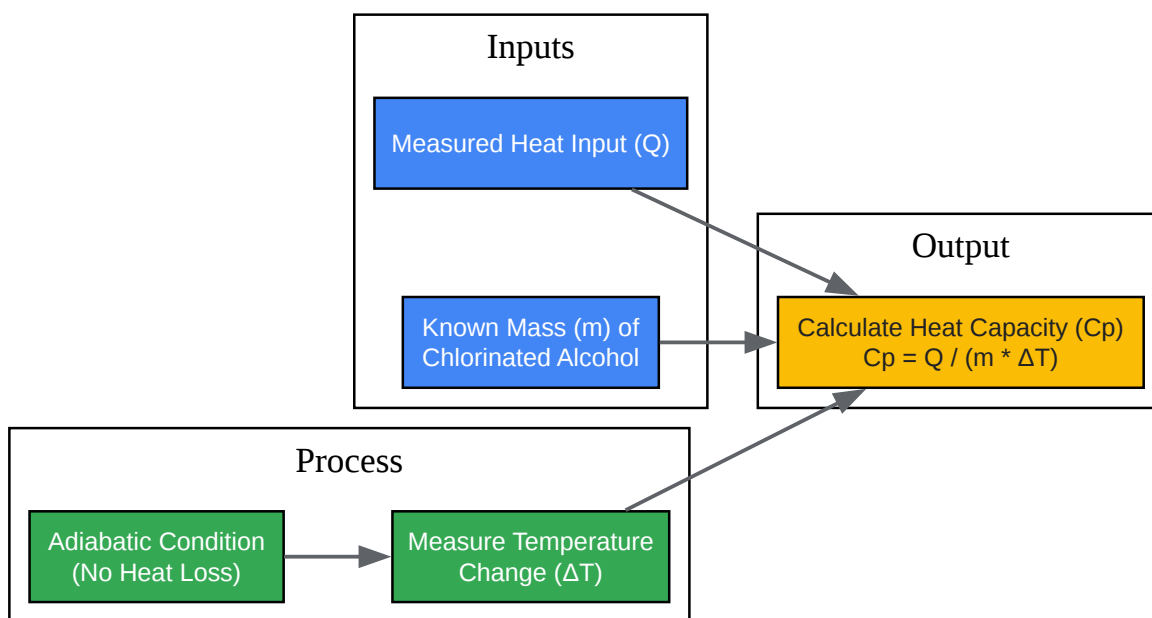 Inputs
Measured Heat Input (Q)
Known Mass (m) of
Chlorinated Alcohol
Output
Calculate Heat Capacity (Cp)
Cp = Q / (m * ΔT)
Process
Adiabatic Condition
(No Heat Loss)
Measure Temperature
Change (ΔT)